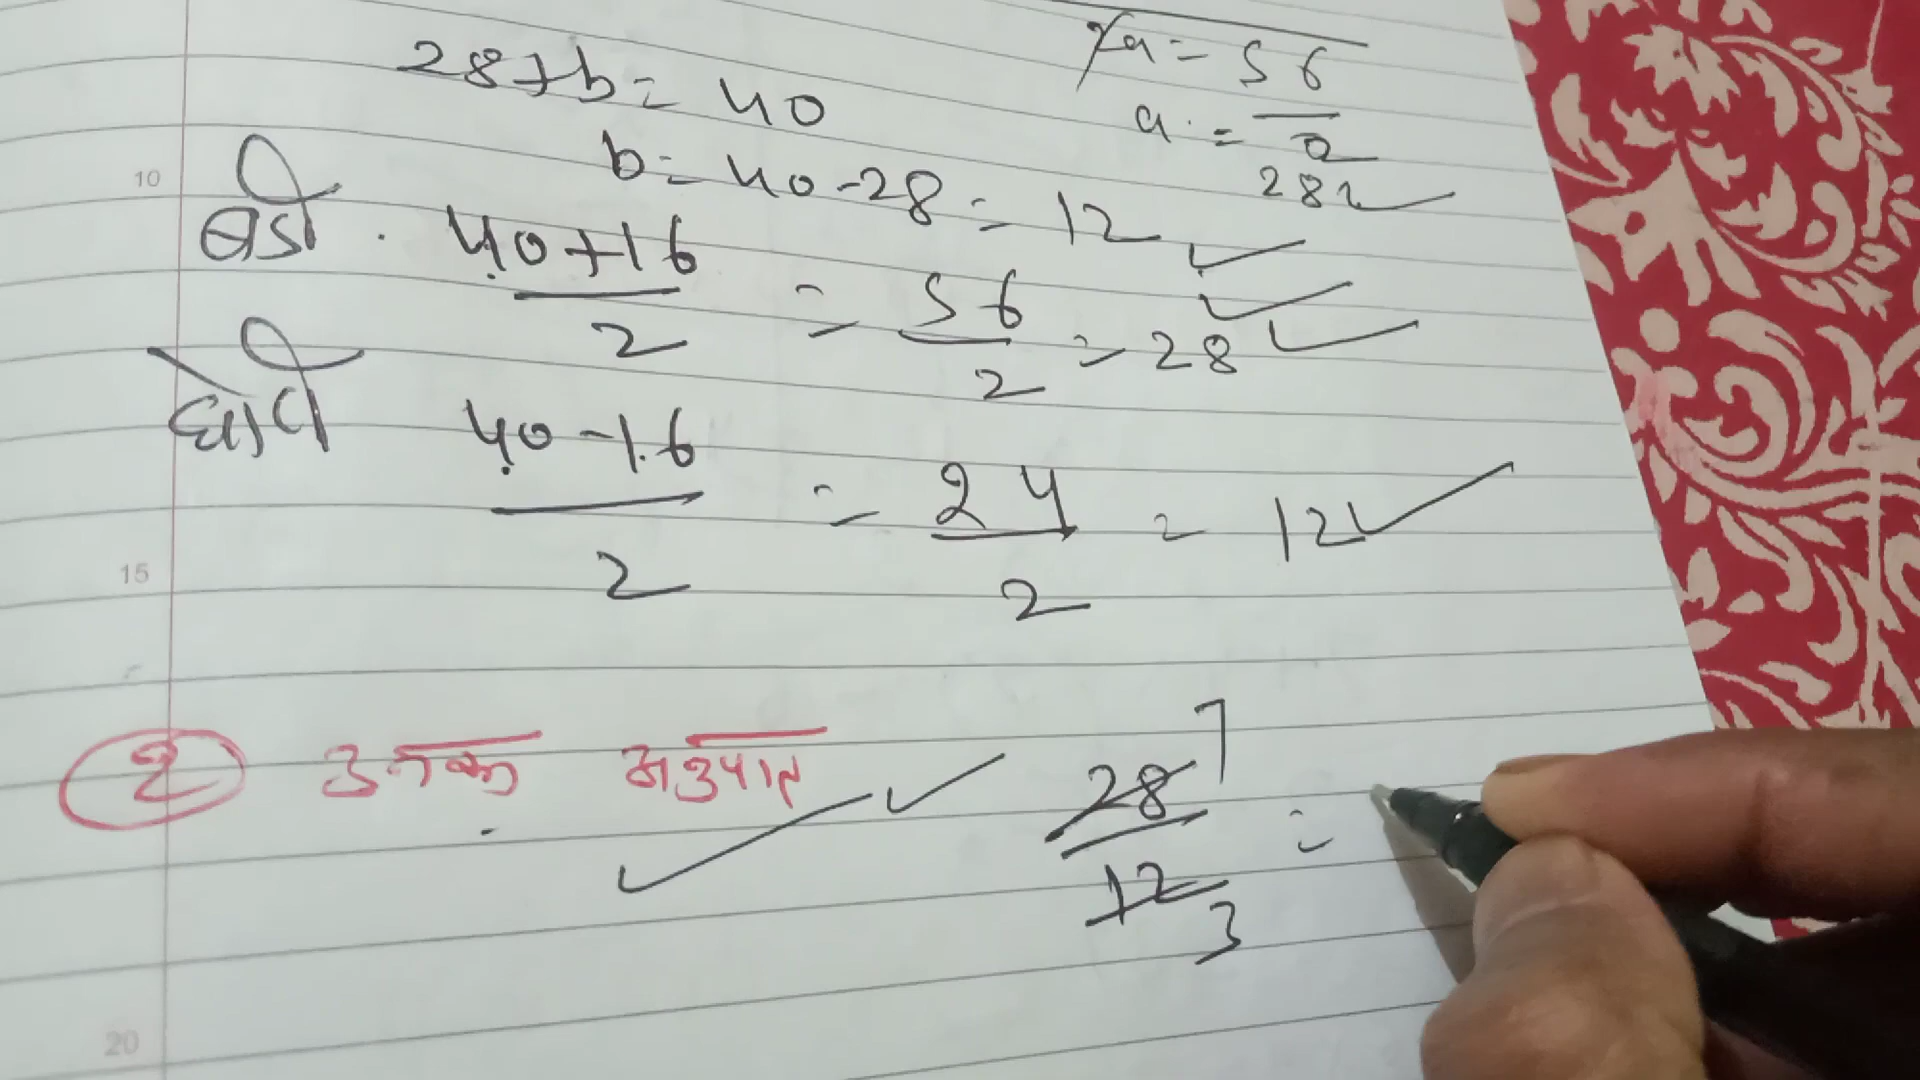 28+b= 40
2a = 56
a = 56/2
28
b= 40-28 = 12
10
बडी 40+16/2 = 56/2 = 28
छोटी 40-16/2 = 24/2 = 12
15
2 उनका अनुपात 28/12 7/3 =
20